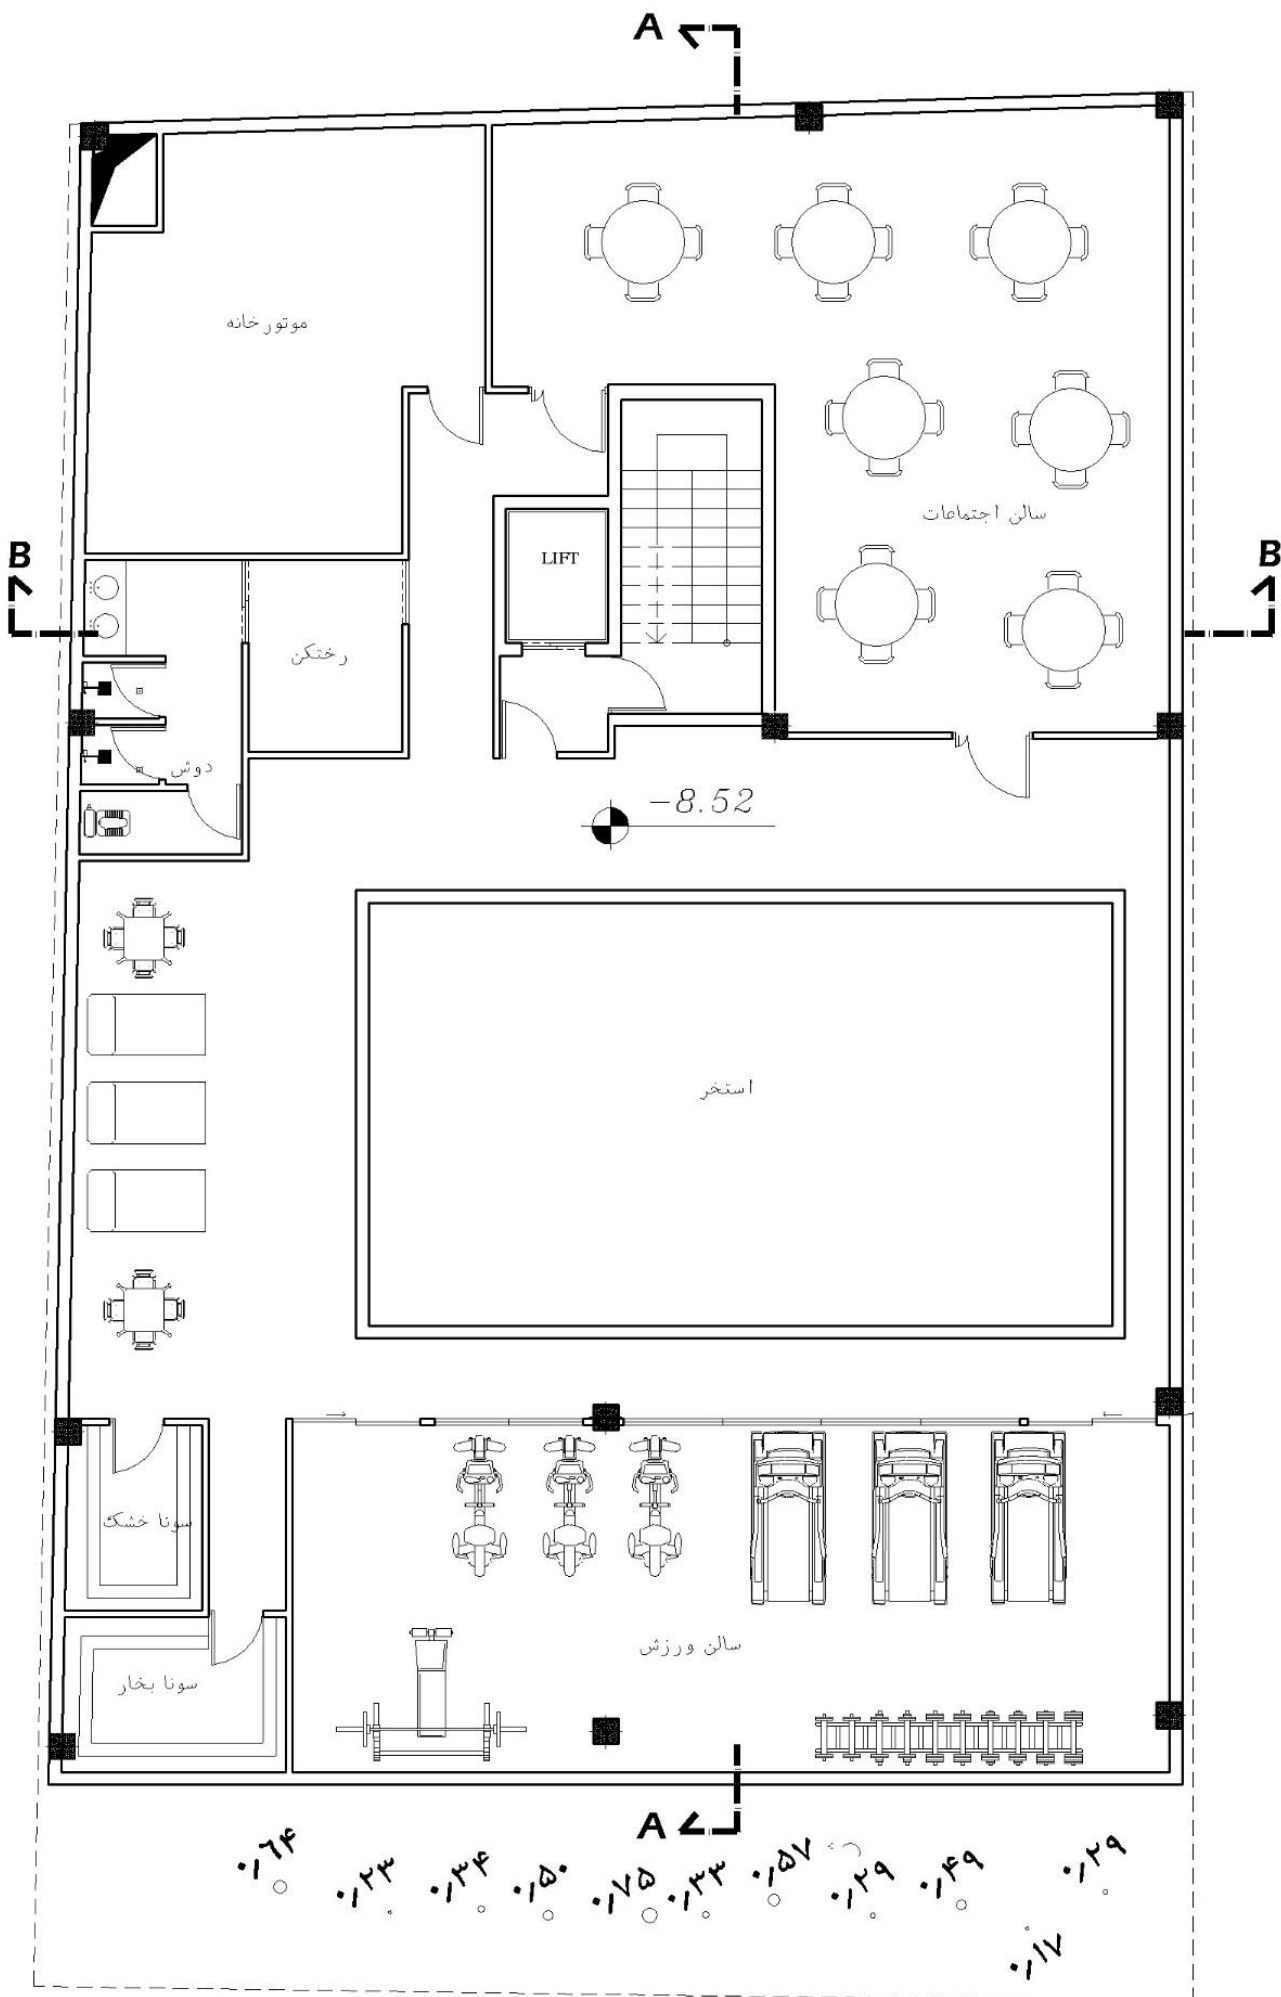 A
موتورخانه
سالن اجتماعات
LIFT
B
B
رختکن
دوش
-8.52
استخر
سونا خشک
سالن ورزش
سونا بخار
A
۰/۶۴
۰/۲۳
۰/۳۴
۰/۵۰
۰/۷۵
۰/۳۳
۰/۵۷
۰/۲۹
۰/۴۹
۰/۲۹
۰/۱۷